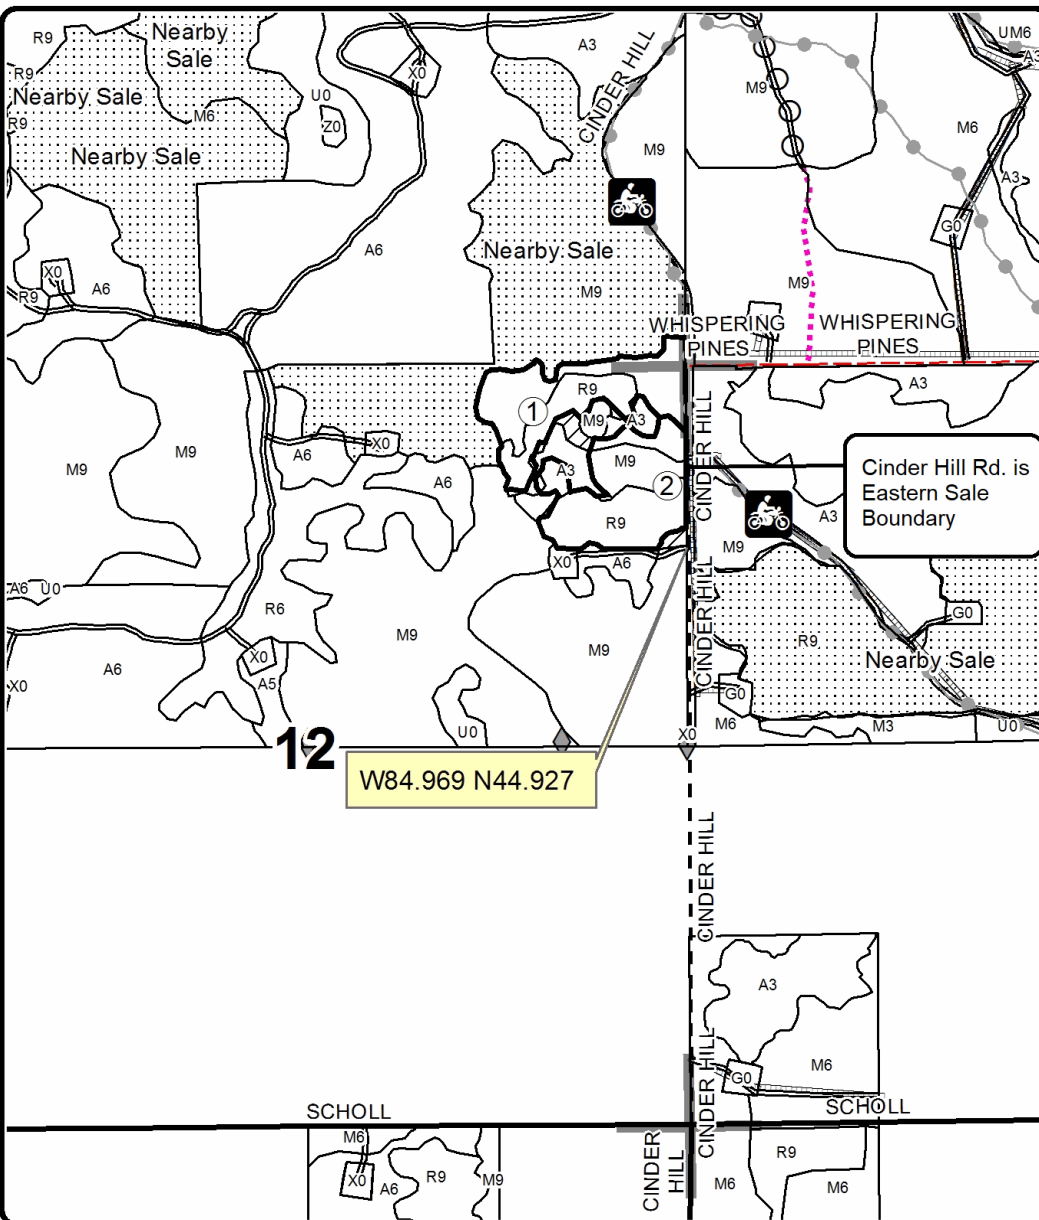 R9
Nearby
Sale
A3
CINDER HILL
UM6
A3
R9
X0
Nearby Sale
U0
M9
M6
Z0
M6
R9
Nearby Sale
M9
A3
G0
A6
Nearby Sale
X0
A6
R9
M9
M9
WHISPERING
PINES
WHISPERING
PINES
R9
A3
1
M9
A3
CINDER HILL
X0
M9
M9
A6
A3
M9
A6
2
Cinder Hill Rd. is
Eastern Sale
Boundary
R9
A3
M9
X0
A6
CINDER HILL
A6
U0
R6
M9
M9
R9
G0
Nearby Sale
X0
A6
A5
X0
G0
M6
M3
U0
U0
X0
12
W84.969 N44.927
CINDER HILL
A3
CINDER HILL
G0
M6
SCHOLL
SCHOLL
M6
X0
A6
R9
M9
CINDER
HILL
R9
M6
M6